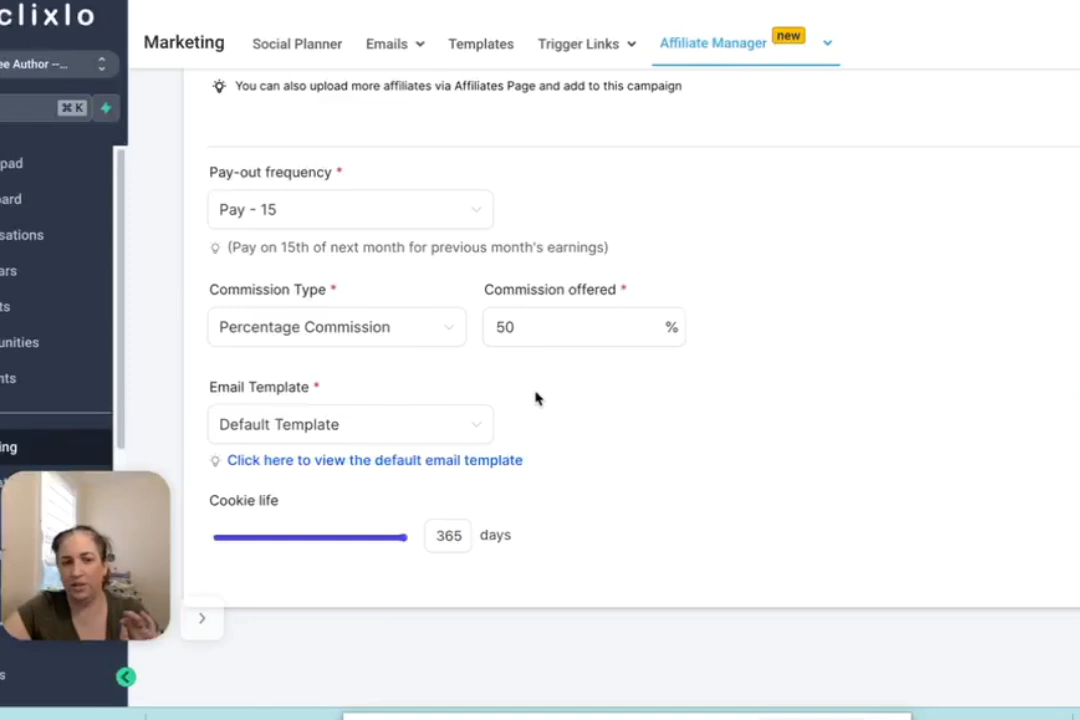 clixlo
Marketing
Social Planner
Emails
Templates
Trigger Links
Affiliate Manager
new
ee Author --...
⌘ K
You can also upload more affiliates via Affiliates Page and add to this campaign
pad
ard
sations
ars
ts
unities
nts
ing
s
Pay-out frequency *
Pay - 15
(Pay on 15th of next month for previous month's earnings)
Commission Type *
Commission offered *
Percentage Commission
50
%
Email Template *
Default Template
Click here to view the default email template
Cookie life
365
days